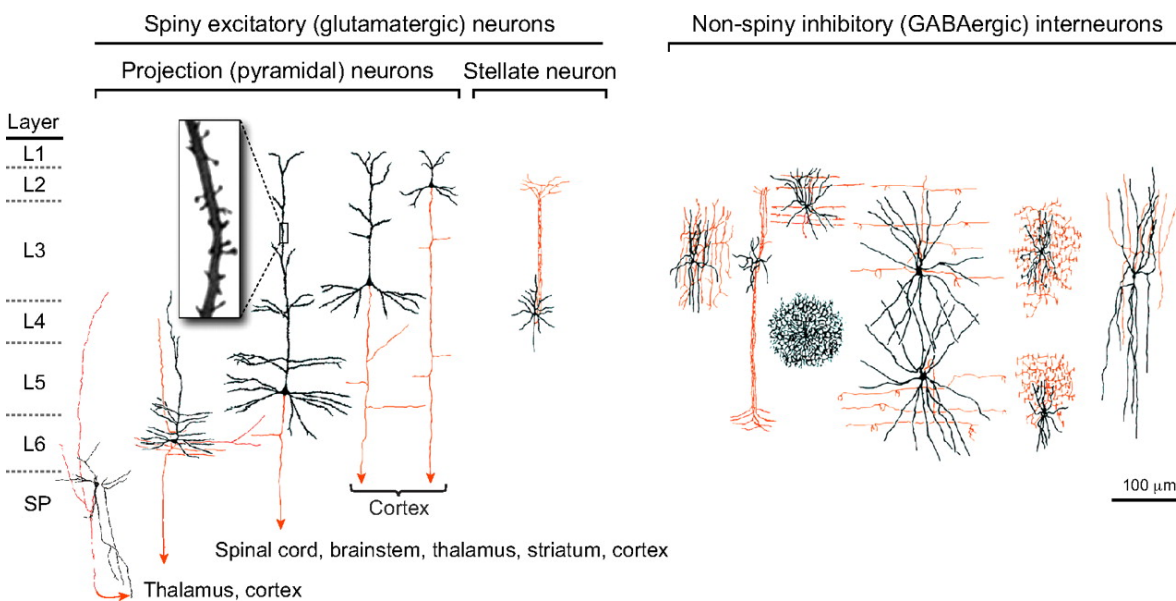 Spiny excitatory (glutamatergic) neurons
Non-spiny inhibitory (GABAergic) interneurons
Projection (pyramidal) neurons
Stellate neuron
Layer
L1
L2
L3
L4
L5
L6
SP
100 μm
Cortex
Spinal cord, brainstem, thalamus, striatum, cortex
Thalamus, cortex